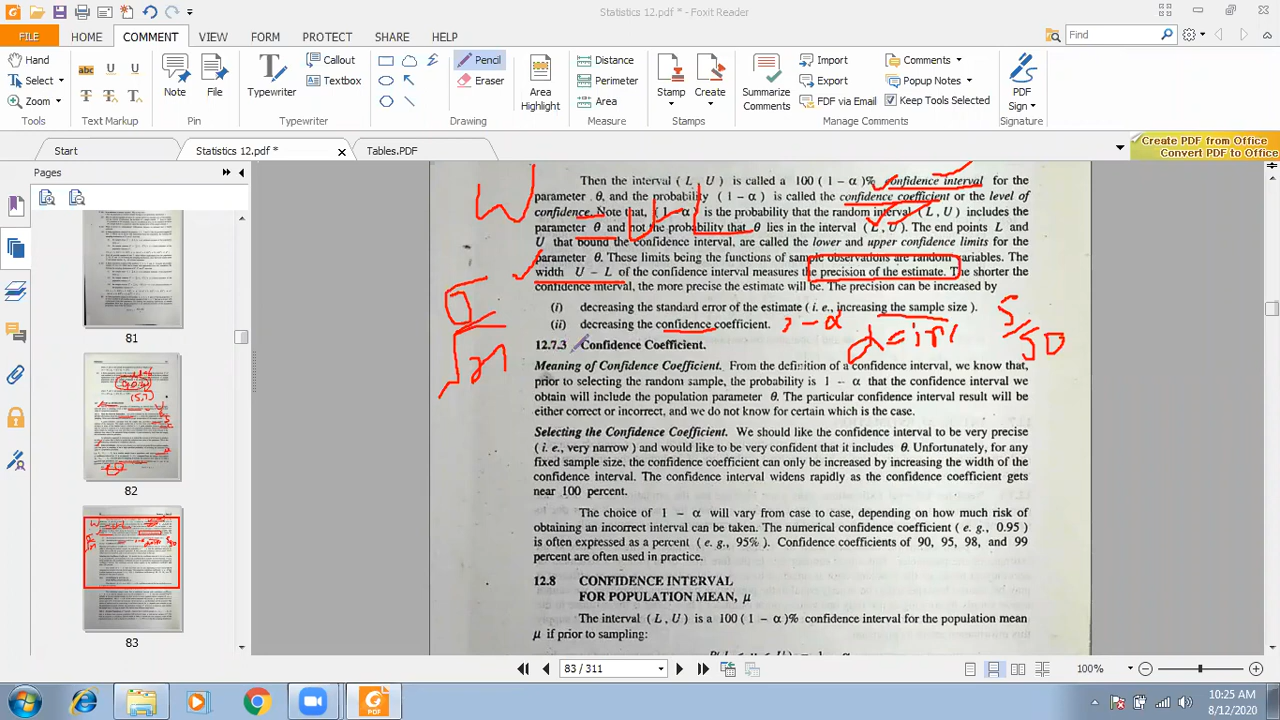 Statistics 12.pdf * - Foxit Reader
FILE HOME COMMENT VIEW FORM PROTECT SHARE HELP
Find
Hand
Select
Zoom
Tools
Text Markup
Note
File
Pin
Typewriter
Callout
Textbox
Typewriter
Pencil
Eraser
Drawing
Area
Highlight
Distance
Perimeter
Area
Measure
Stamp
Create
Stamps
Summarize
Comments
Import
Export
FDF via Email
Comments
Popup Notes
Keep Tools Selected
Manage Comments
PDF
Sign
Signature
Start
Statistics 12.pdf *
Tables.PDF
Create PDF from Office
Convert PDF to Office
Pages
81
82
83
Then the interval ( L , U ) is called a 100 ( 1 − α )% confidence interval for the
parameter θ, and the probability ( 1 − α ) is called the confidence coefficient or the level of
confidence. Note that, 1 − α is the probability that the random interval ( L , U ) includes the
parameter θ and not the probability that θ lies in the interval ( L , U ). The end points L and
U that bound the confidence interval, are called the lower and upper confidence limits for the
parameter θ. These limits being the functions of sample observations are random variables. The
width U − L of the confidence interval measures the precision of the estimate. The shorter the
confidence interval, the more precise the estimate will be. The precision can be increased by
(i) decreasing the standard error of the estimate ( i. e., increasing the sample size ).
(ii) decreasing the confidence coefficient. 1 − α
12.7.3 Confidence Coefficient.
Meaning of Confidence Coefficient. From the definition of a confidence interval, we know that
prior to selecting the random sample, the probability is 1 − α that the confidence interval we
obtain will include the population parameter θ. The particular confidence interval result will be
either correct or incorrect, and we do not know for certain which is the case.
Confidence Coefficient. We should like the confidence interval to be very precise
( i.e., very narrow ) and would like to be very confident that it includes θ. Unfortunately, for any
fixed sample size, the confidence coefficient can only be increased by increasing the width of the
confidence interval. The confidence interval widens rapidly as the confidence coefficient gets
near 100 percent.
The choice of 1 − α will vary from case to case, depending on how much risk of
obtaining an incorrect interval can be taken. The numerical confidence coefficient ( e. g., 0.95 )
is often expressed as a percent ( e. g., 95% ). Confidence coefficients of 90, 95, 98, and 99
percent are often used in practice.
CONFIDENCE INTERVAL
FOR POPULATION MEAN, μ
The interval ( L , U ) is a 100 ( 1 − α )% confidence interval for the population mean
μ if prior to sampling:
83 / 311
100%
10:25 AM
8/12/2020